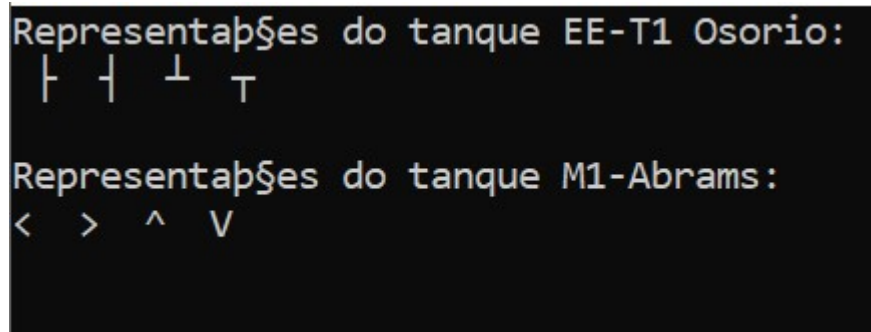 Representaþ§es do tanque EE-T1 Osorio:
├ ┤ ┴ ┬
Representaþ§es do tanque M1-Abrams:
< > ^ V